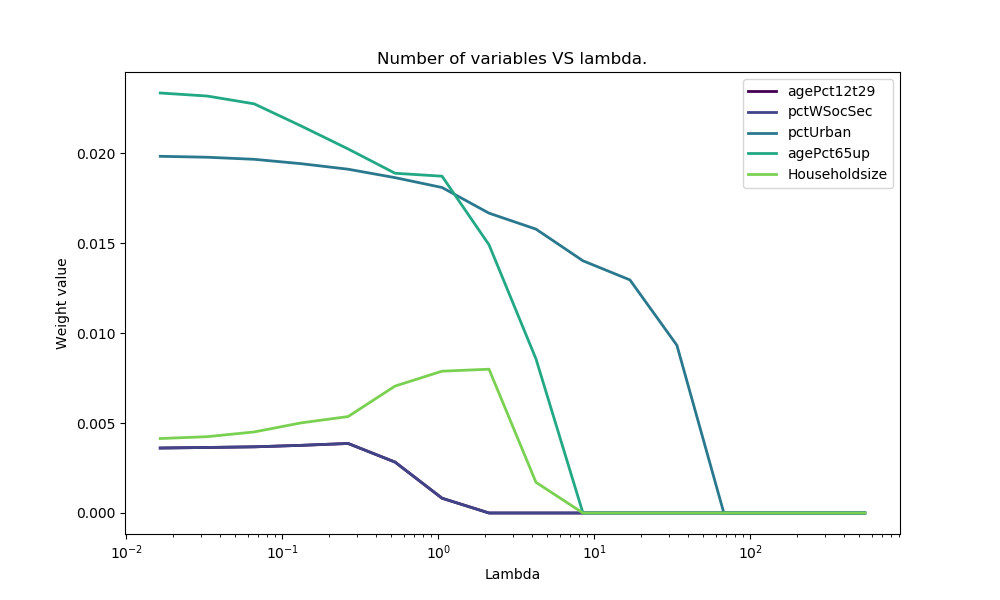 Number of variables VS lambda.
agePct12t29
pctWSocSec
pctUrban
agePct65up
Householdsize
Weight value
0.020
0.015
0.010
0.005
0.000
10⁻² 10⁻¹ 10⁰ 10¹ 10²
Lambda